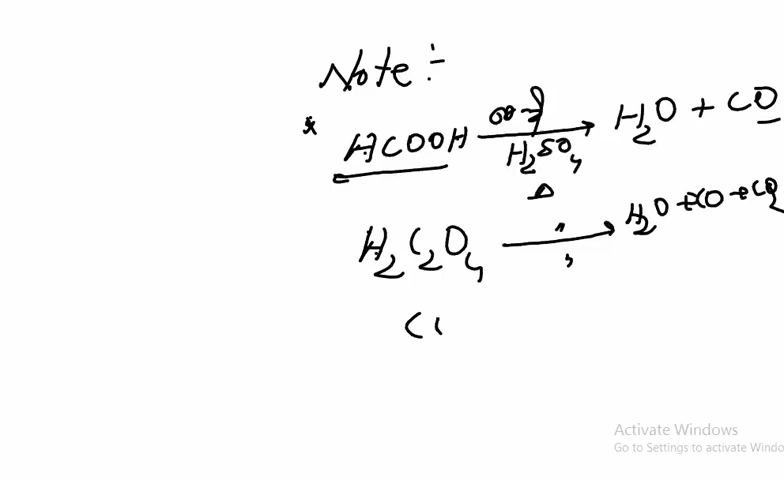 Note :-
* HCOOH → H₂O + CO
H₂SO₄
Δ
H₂C₂O₄ → H₂O + CO + CO₂
" 
,
C
Activate Windows
Go to Settings to activate Windo